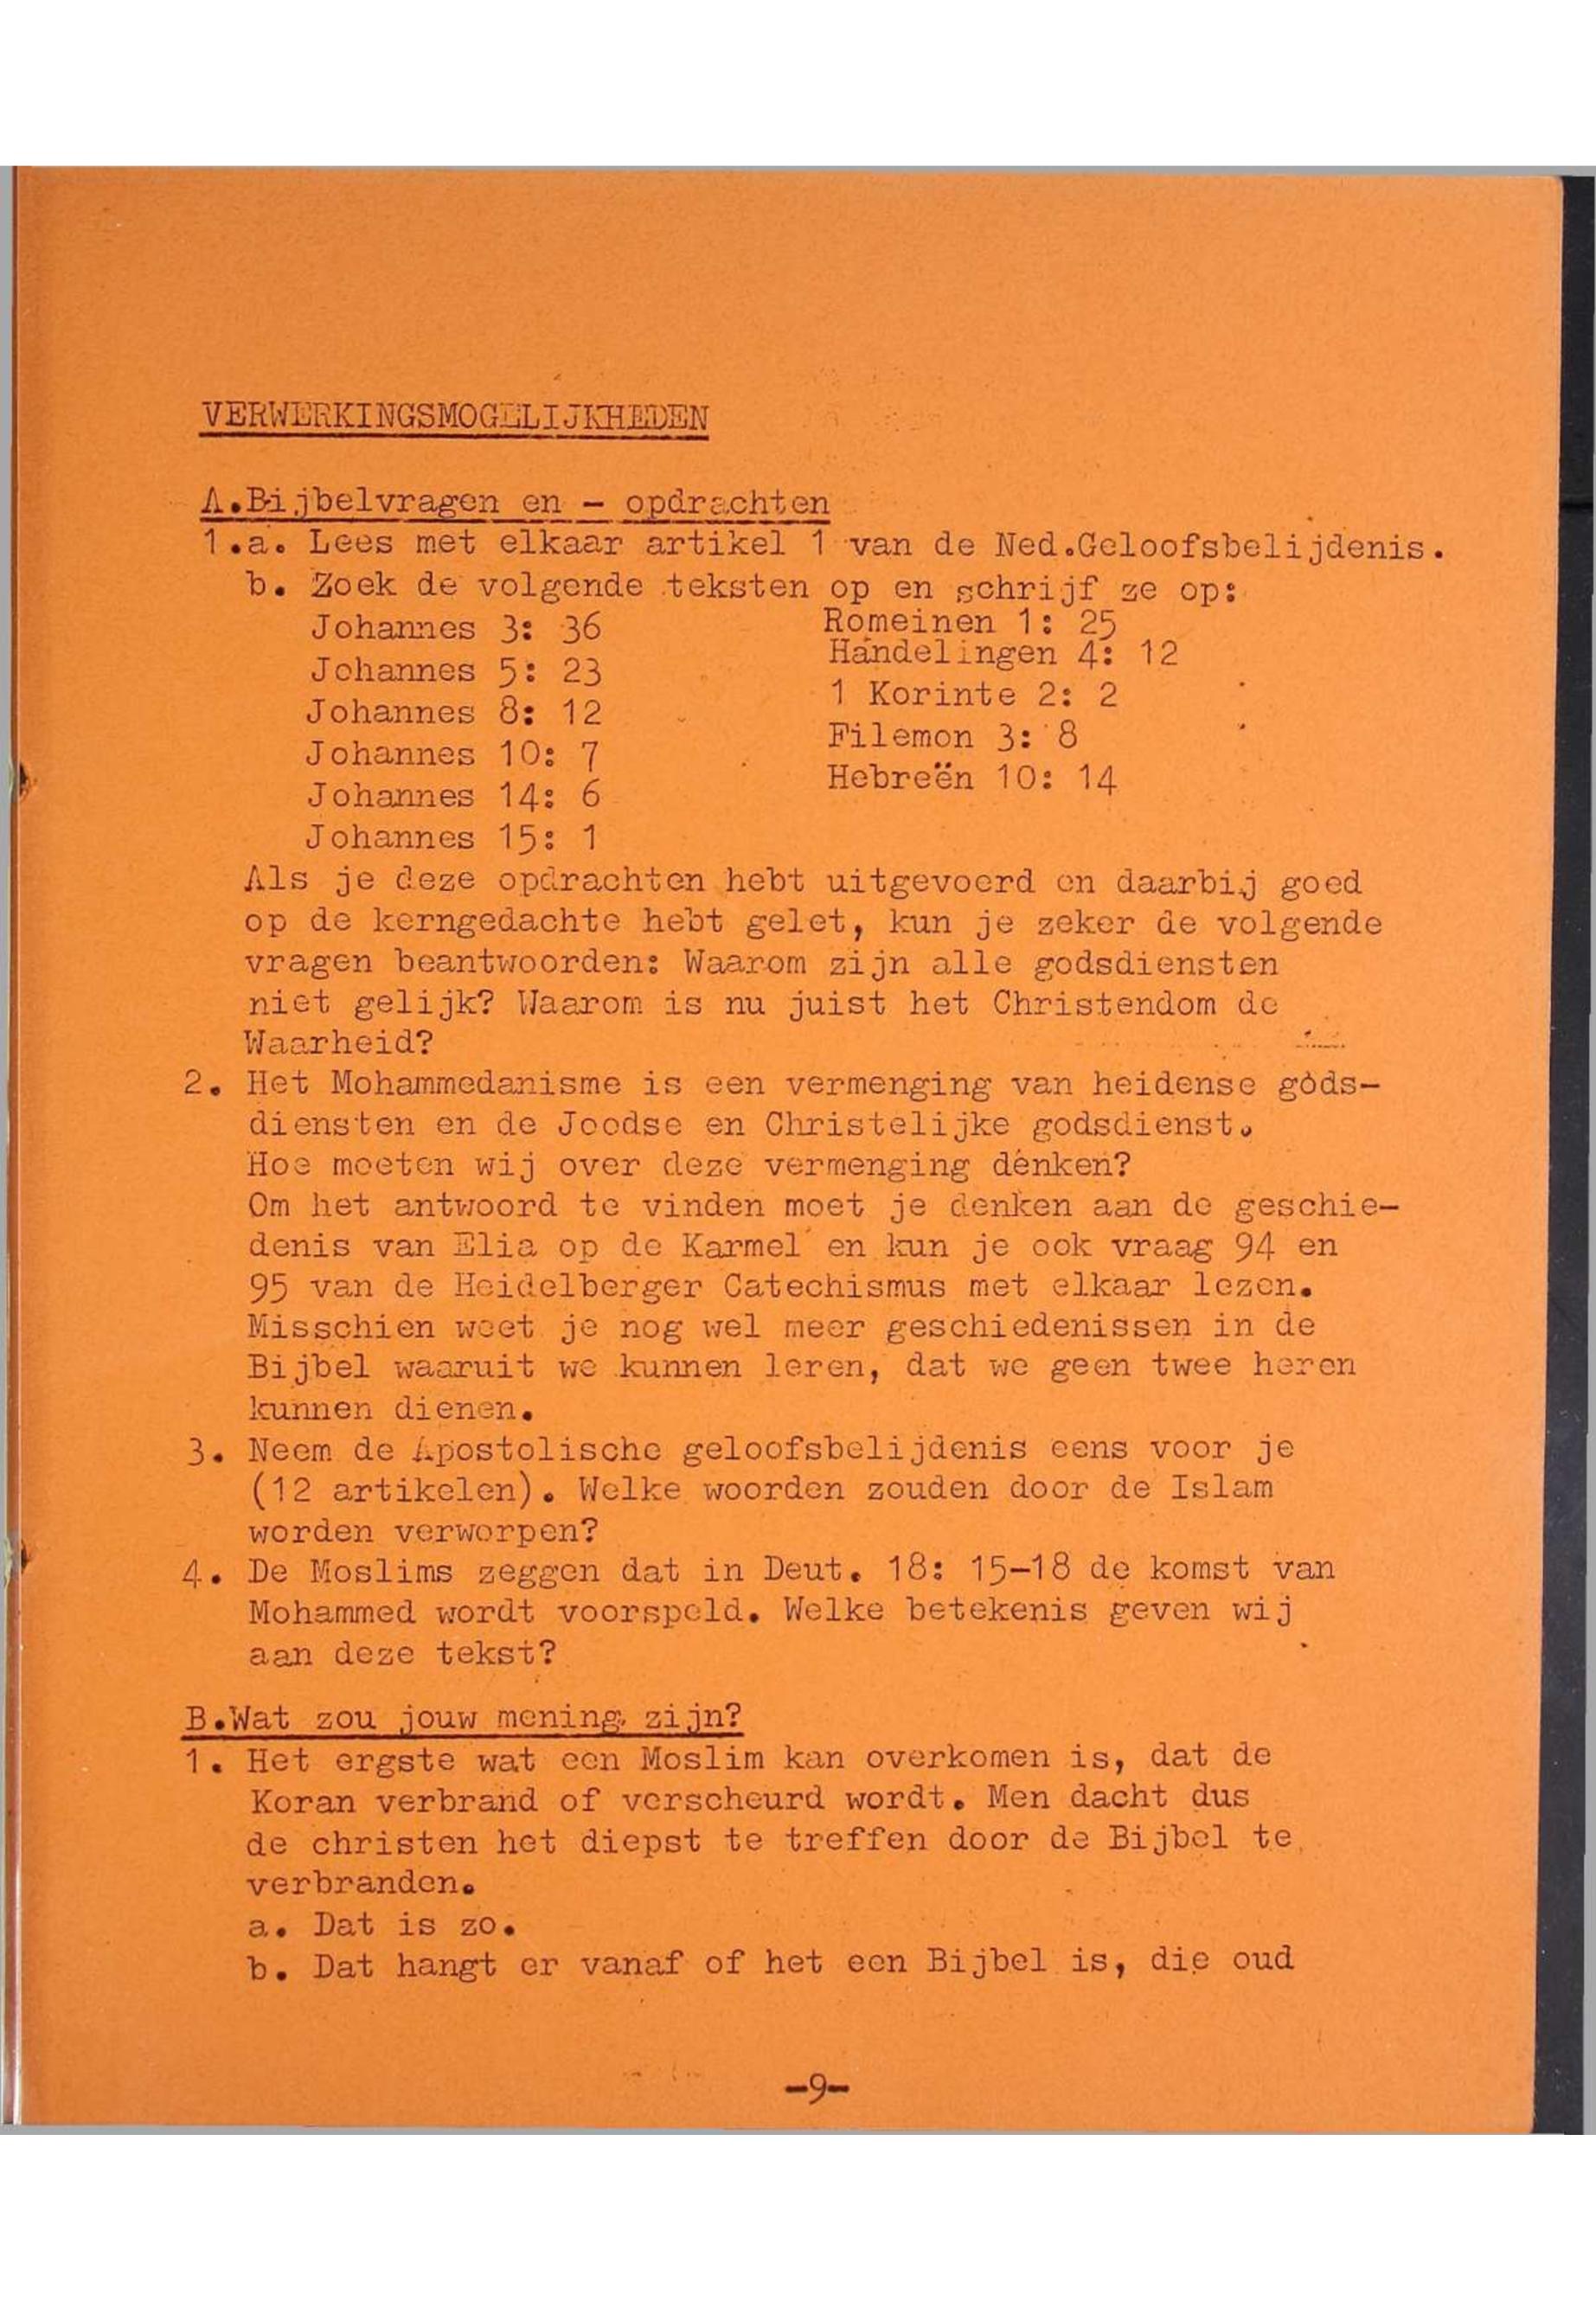 VERWERKINGSMOGELIJKHEDEN
A.Bijbelvragen en - opdrachten
1.a. Lees met elkaar artikel 1 van de Ned.Geloofsbelijdenis.
b. Zoek de volgende teksten op en schrijf ze op:
Johannes 3: 36
Johannes 5: 23
Johannes 8: 12
Johannes 10: 7
Johannes 14: 6
Johannes 15: 1
Romeinen 1: 25
Handelingen 4: 12
1 Korinte 2: 2
Filemon 3: 8
Hebreën 10: 14
Als je deze opdrachten hebt uitgevoerd en daarbij goed
op de kerngedachte hebt gelet, kun je zeker de volgende
vragen beantwoorden: Waarom zijn alle godsdiensten
niet gelijk? Waarom is nu juist het Christendom de
Waarheid?
2. Het Mohammedanisme is een vermenging van heidense gods-
diensten en de Joodse en Christelijke godsdienst.
Hoe moeten wij over deze vermenging denken?
Om het antwoord te vinden moet je denken aan de geschie-
denis van Elia op de Karmel en kun je ook vraag 94 en
95 van de Heidelberger Catechismus met elkaar lezen.
Misschien weet je nog wel meer geschiedenissen in de
Bijbel waaruit we kunnen leren, dat we geen twee heren
kunnen dienen.
3. Neem de Apostolische geloofsbelijdenis eens voor je
(12 artikelen). Welke woorden zouden door de Islam
worden verworpen?
4. De Moslims zeggen dat in Deut. 18: 15-18 de komst van
Mohammed wordt voorspeld. Welke betekenis geven wij
aan deze tekst?
B.Wat zou jouw mening zijn?
1. Het ergste wat een Moslim kan overkomen is, dat de
Koran verbrand of verscheurd wordt. Men dacht dus
de christen het diepst te treffen door de Bijbel te
verbranden.
a. Dat is zo.
b. Dat hangt er vanaf of het een Bijbel is, die oud
-9-